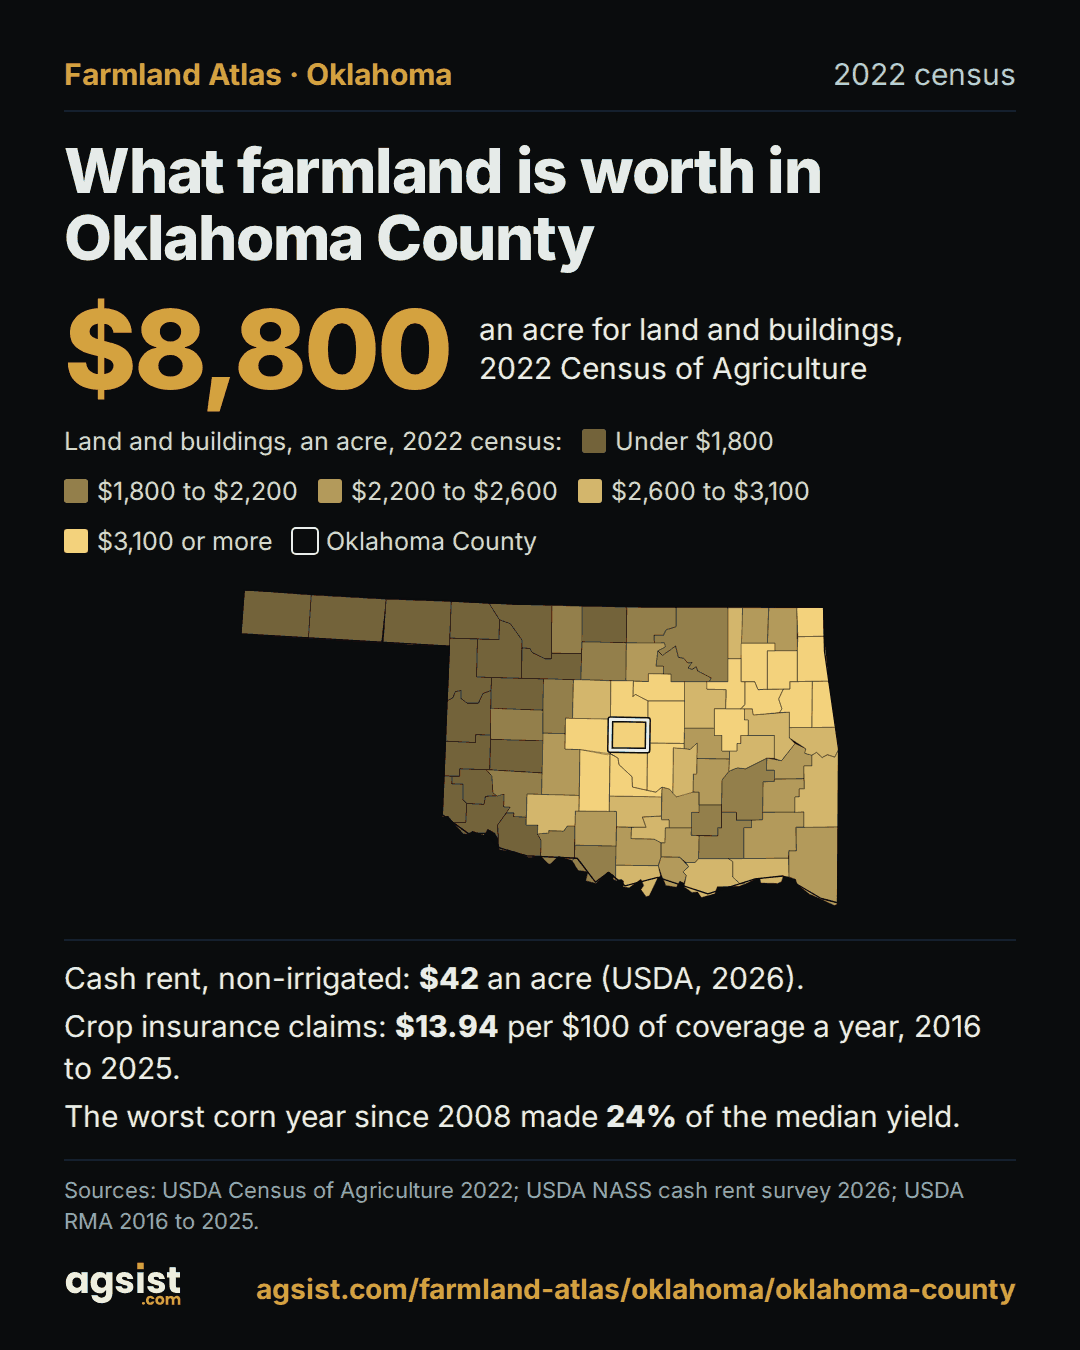 Farmland Atlas · Oklahoma
2022 census
What farmland is worth in
Oklahoma County
$8,800
an acre for land and buildings,
2022 Census of Agriculture
Land and buildings, an acre, 2022 census: Under $1,800
$1,800 to $2,200 $2,200 to $2,600 $2,600 to $3,100
$3,100 or more Oklahoma County
Cash rent, non-irrigated: $42 an acre (USDA, 2026).
Crop insurance claims: $13.94 per $100 of coverage a year, 2016
to 2025.
The worst corn year since 2008 made 24% of the median yield.
Sources: USDA Census of Agriculture 2022; USDA NASS cash rent survey 2026; USDA
RMA 2016 to 2025.
agsist
.com
agsist.com/farmland-atlas/oklahoma/oklahoma-county